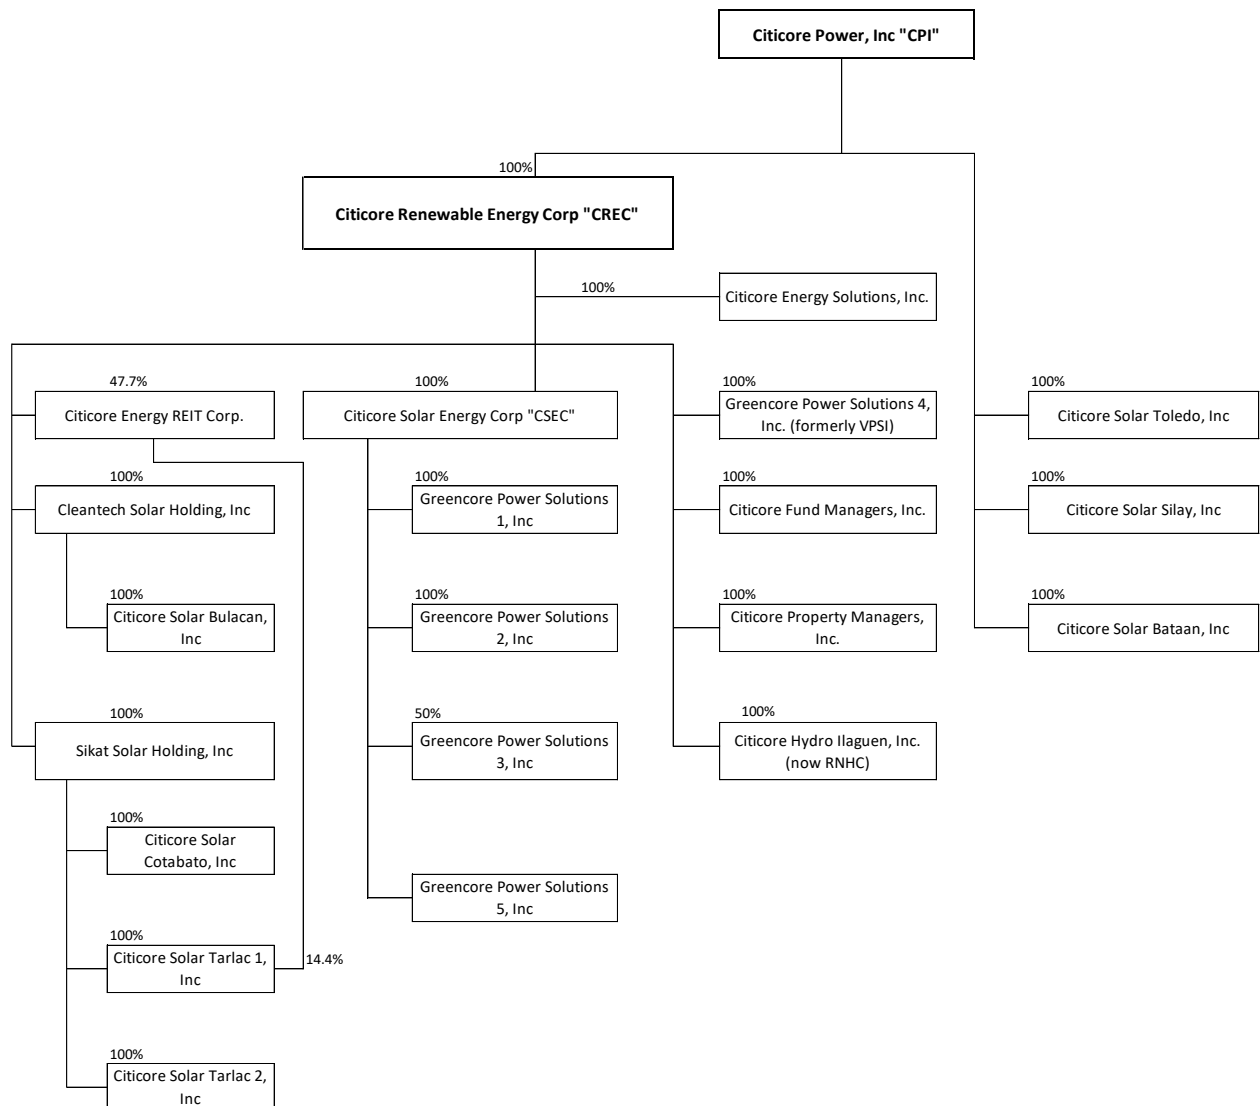 Citicore Power, Inc "CPI"
100%
Citicore Renewable Energy Corp "CREC"
100%
Citicore Energy Solutions, Inc.
47.7%
Citicore Energy REIT Corp.
100%
Citicore Solar Energy Corp "CSEC"
100%
Greencore Power Solutions 4,
Inc. (formerly VPSI)
100%
Citicore Solar Toledo, Inc
100%
Cleantech Solar Holding, Inc
100%
Greencore Power Solutions
1, Inc
100%
Citicore Fund Managers, Inc.
100%
Citicore Solar Silay, Inc
100%
Citicore Solar Bulacan,
Inc
100%
Greencore Power Solutions
2, Inc
100%
Citicore Property Managers,
Inc.
100%
Citicore Solar Bataan, Inc
100%
Sikat Solar Holding, Inc
50%
Greencore Power Solutions
3, Inc
100%
Citicore Hydro Ilaguen, Inc.
(now RNHC)
100%
Citicore Solar
Cotabato, Inc
Greencore Power Solutions
5, Inc
100%
Citicore Solar Tarlac 1,
Inc
14.4%
100%
Citicore Solar Tarlac 2,
Inc